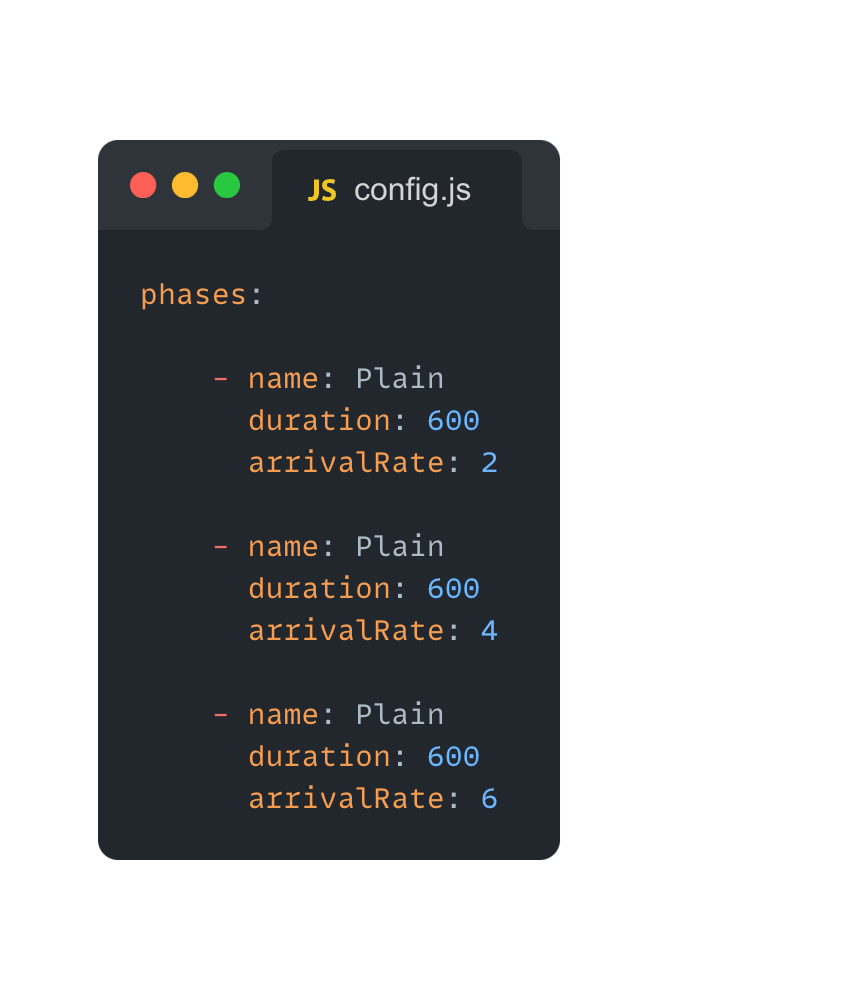 JS config.js
phases:
- name: Plain
duration: 600
arrivalRate: 2
- name: Plain
duration: 600
arrivalRate: 4
- name: Plain
duration: 600
arrivalRate: 6